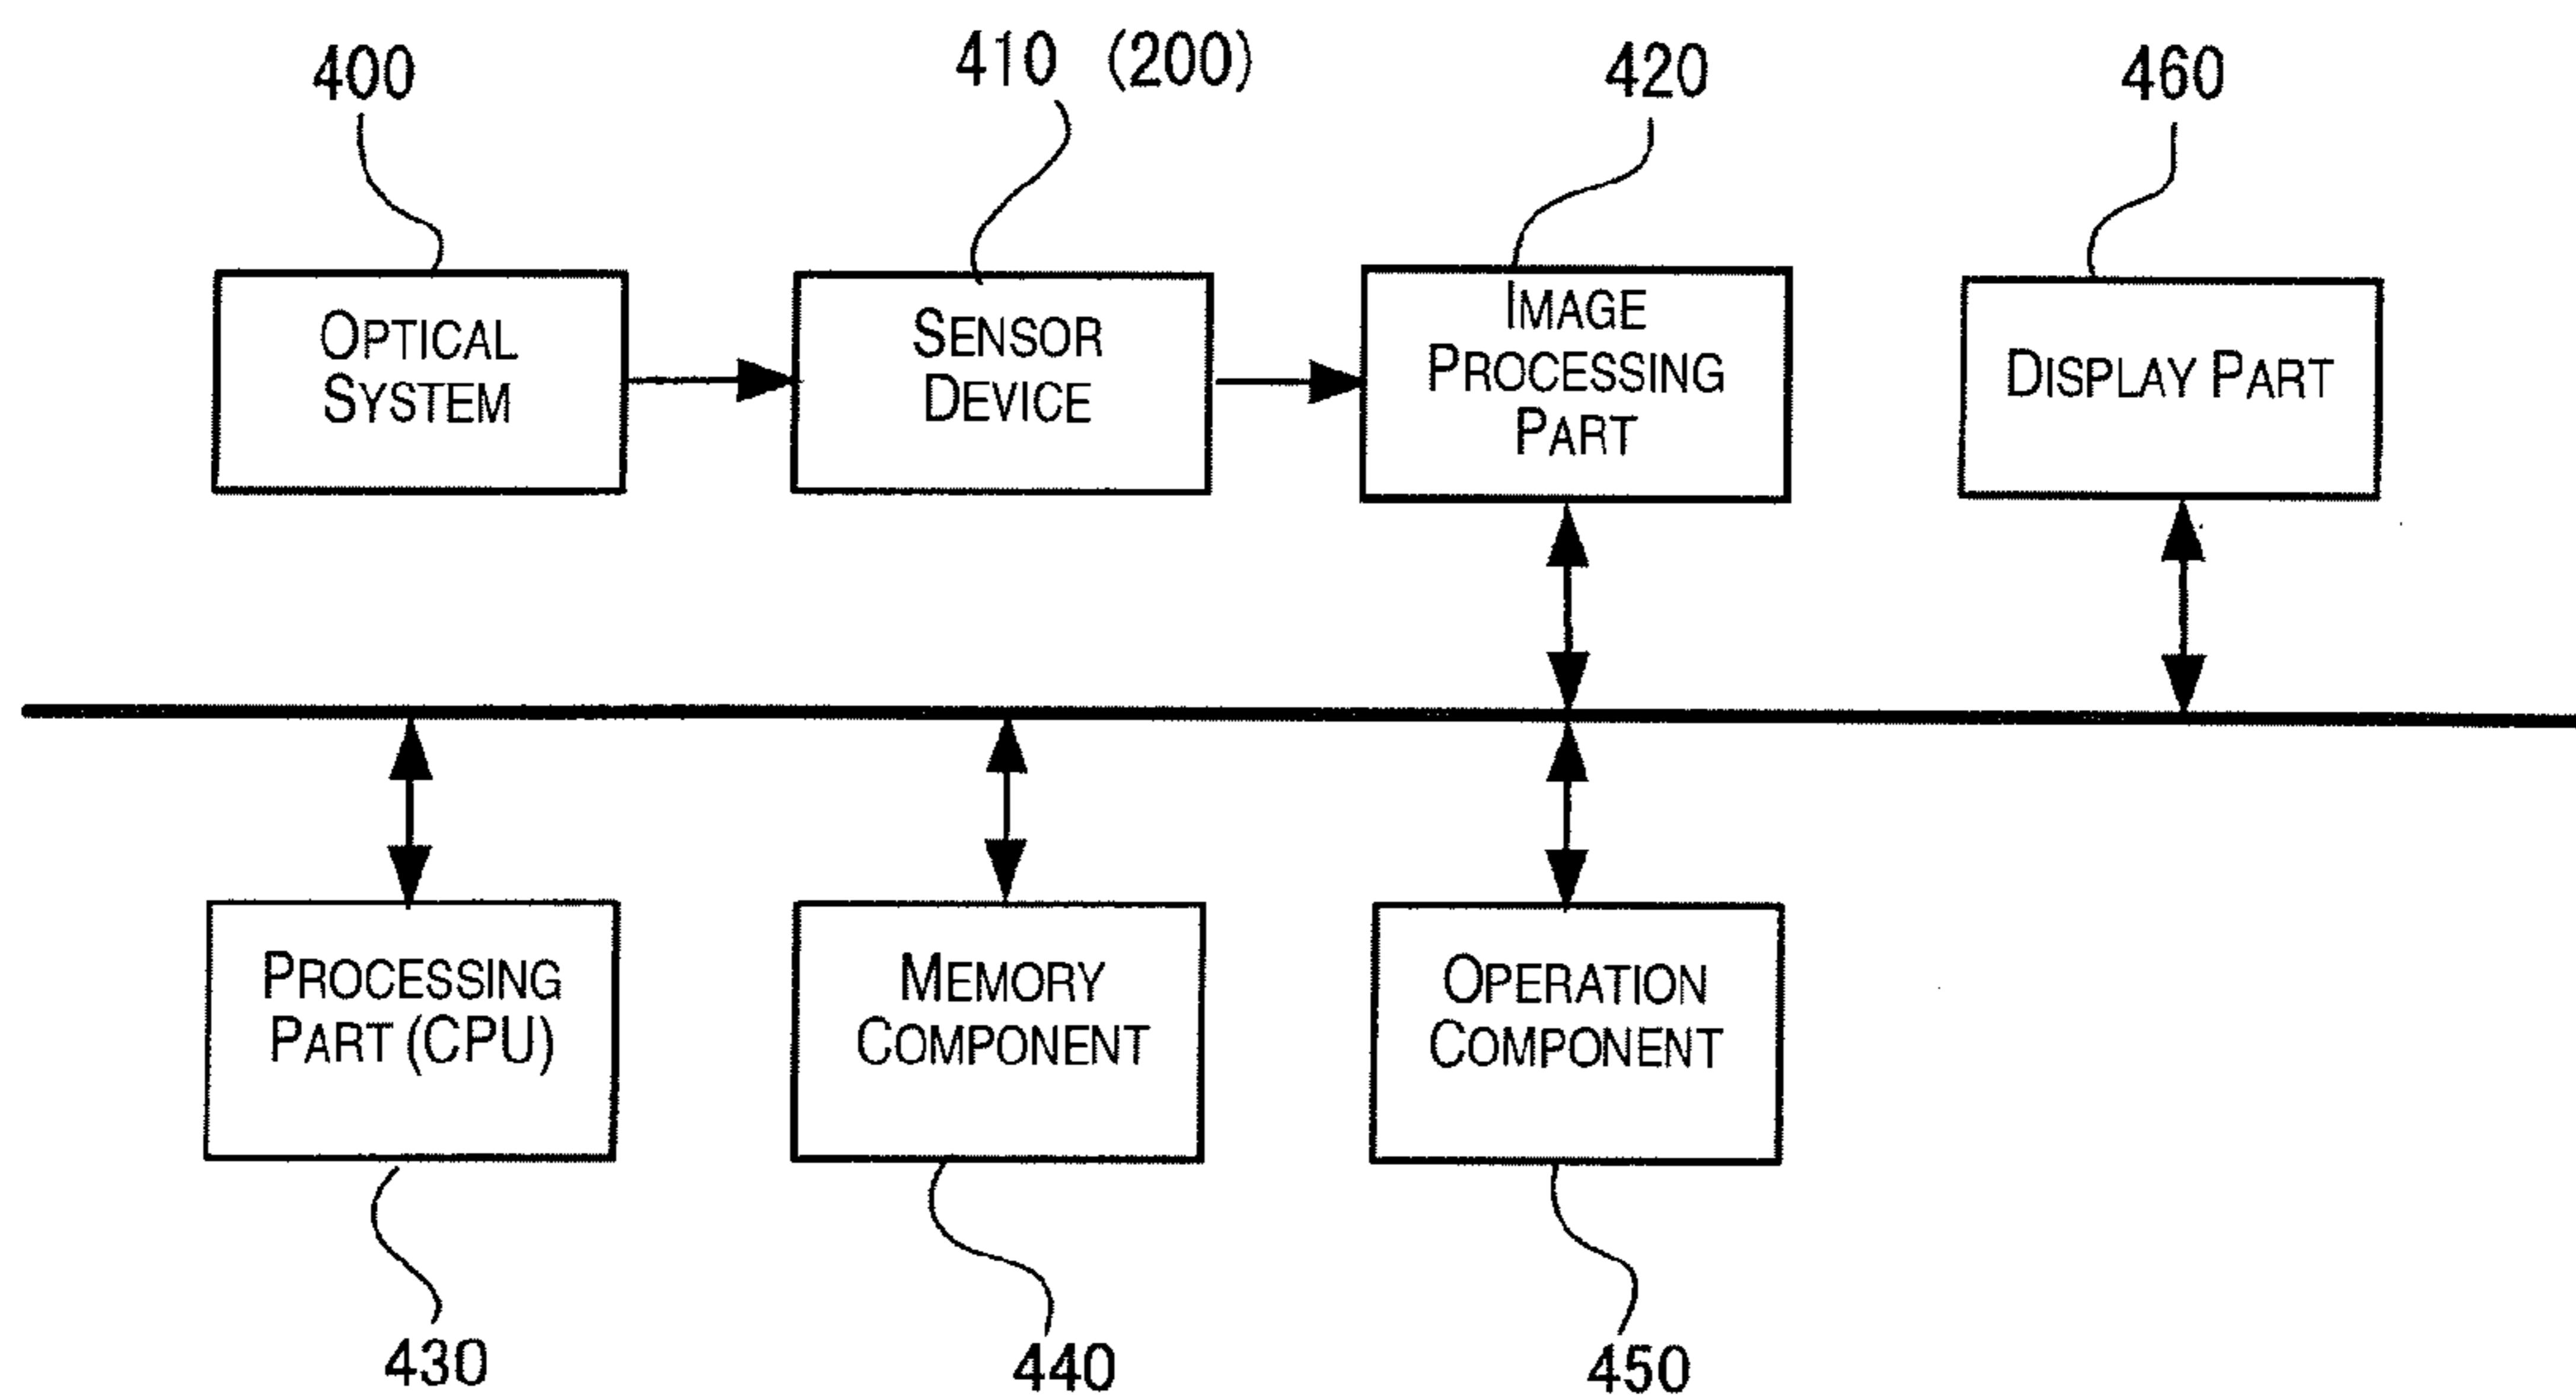 400
410 (200)
420
460
OPTICAL
SYSTEM
SENSOR
DEVICE
IMAGE
PROCESSING
PART
DISPLAY PART
PROCESSING
PART (CPU)
MEMORY
COMPONENT
OPERATION
COMPONENT
430
440
450